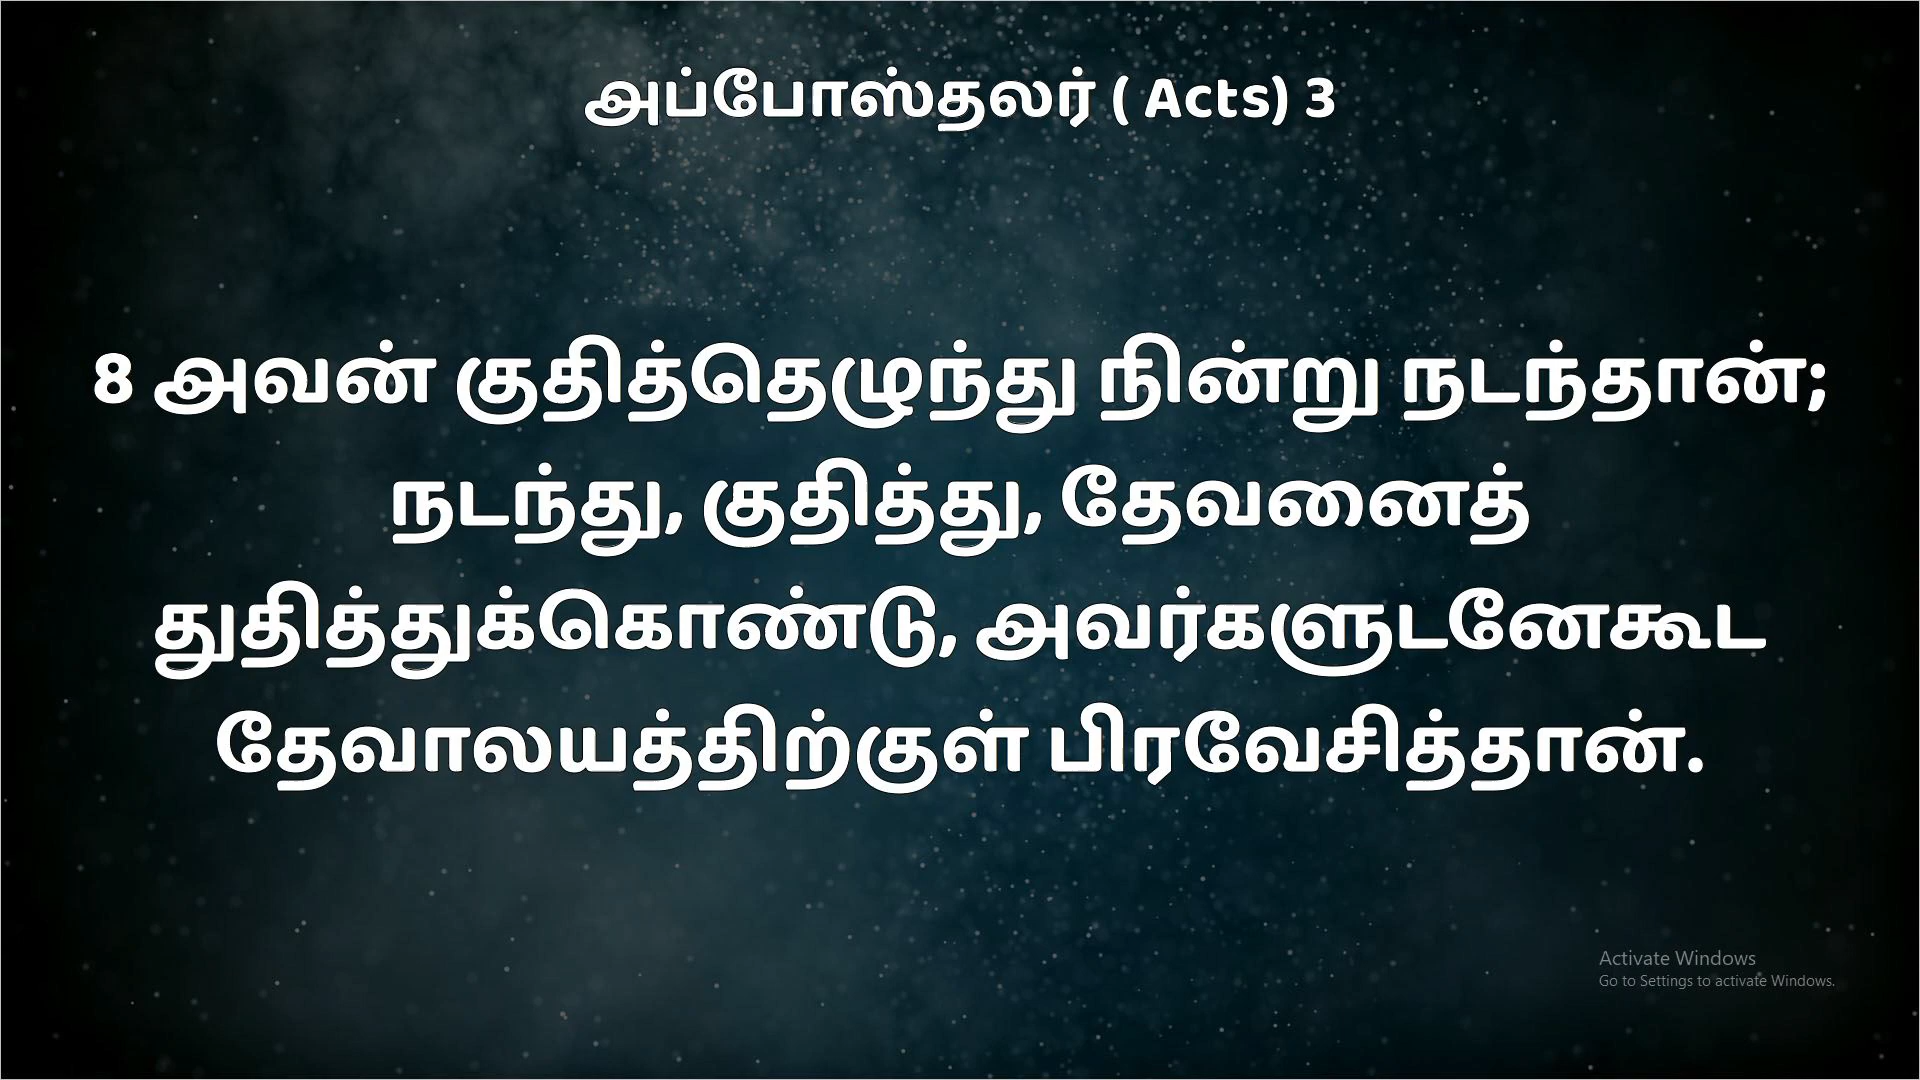 அப்போஸ்தலர் ( Acts) 3
8 அவன் குதித்தெழுந்து நின்று நடந்தான்;
நடந்து, குதித்து, தேவனைத்
துதித்துக்கொண்டு, அவர்களுடனேகூட
தேவாலயத்திற்குள் பிரவேசித்தான்.
Activate Windows
Go to Settings to activate Windows.